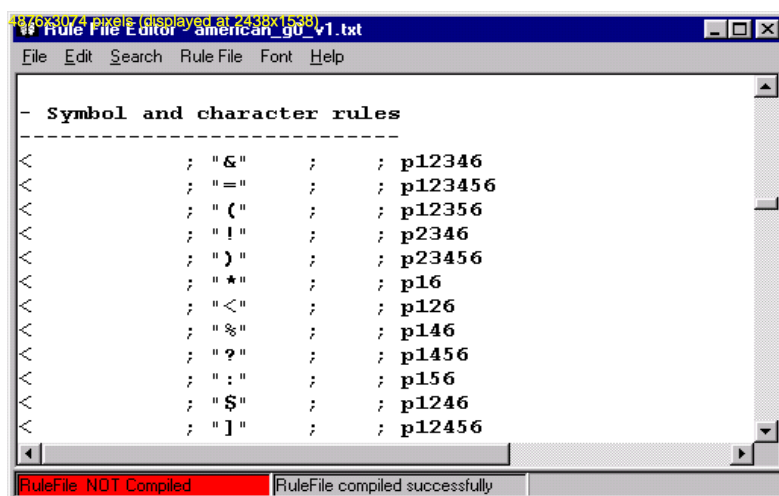 4876x3074 pixels (displayed at 2438x1538)
Rule File Editor - american_g0_v1.txt
File Edit Search Rule File Font Help
- Symbol and character rules
------------------------------
< ; "&" ; ; p12346
< ; "=" ; ; p123456
< ; "(" ; ; p12356
< ; "!" ; ; p2346
< ; ")" ; ; p23456
< ; "*" ; ; p16
< ; "<" ; ; p126
< ; "%" ; ; p146
< ; "?" ; ; p1456
< ; ":" ; ; p156
< ; "$" ; ; p1246
< ; "]" ; ; p12456
RuleFile NOT Compiled RuleFile compiled successfully